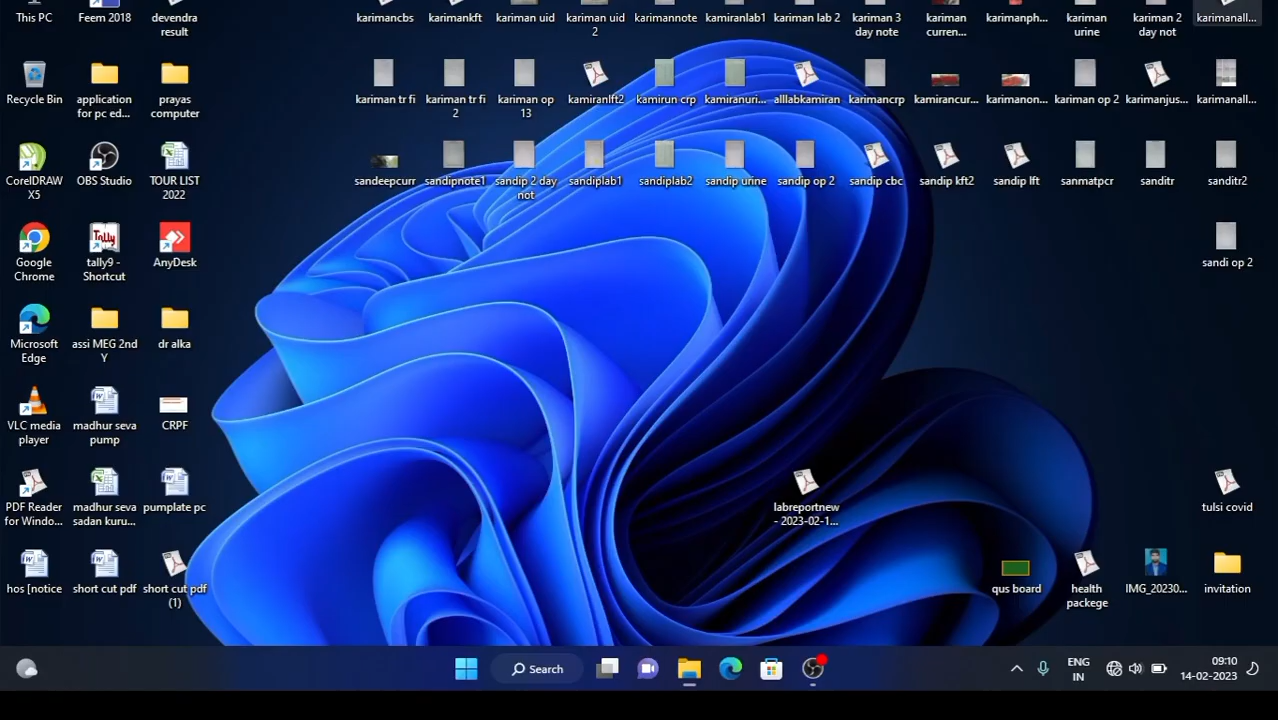 This PC
Feem 2018
devendra
result
karimancbs
karimankft
kariman uid
kariman uid
2
karimannote
kamiranlab1
kariman lab 2
kariman 3
day note
kariman
curren...
karimanph...
kariman
urine
kariman 2
day not
karimanall...
Recycle Bin
application
for pc ed...
prayas
computer
kariman tr fi
kariman tr fi
2
kariman op
13
kamiranlft2
kamirun crp
kamiranuri...
alllabkamiran
karimancrp
kamirancur...
karimanon...
kariman op 2
karimanjus...
karimanall...
CorelDRAW
X5
OBS Studio
TOUR LIST
2022
sandeepcurr
sandipnote1
sandip 2 day
not
sandiplab1
sandiplab2
sandip urine
sandip op 2
sandip cbc
sandip kft2
sandip lft
sanmatpcr
sanditr
sanditr2
Google
Chrome
Tally
tally9 -
Shortcut
AnyDesk
sandi op 2
Microsoft
Edge
assi MEG 2nd
Y
dr alka
VLC media
player
madhur seva
pump
CRPF
PDF Reader
for Windo...
madhur seva
sadan kuru...
pumplate pc
labreportnew
- 2023-02-1...
tulsi covid
hos [notice
short cut pdf
short cut pdf
(1)
qus board
health
packege
IMG_20230...
invitation
Search
ENG
IN
09:10
14-02-2023